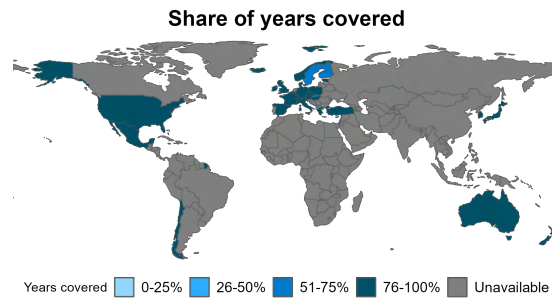 Share of years covered
Years covered 0-25% 26-50% 51-75% 76-100% Unavailable